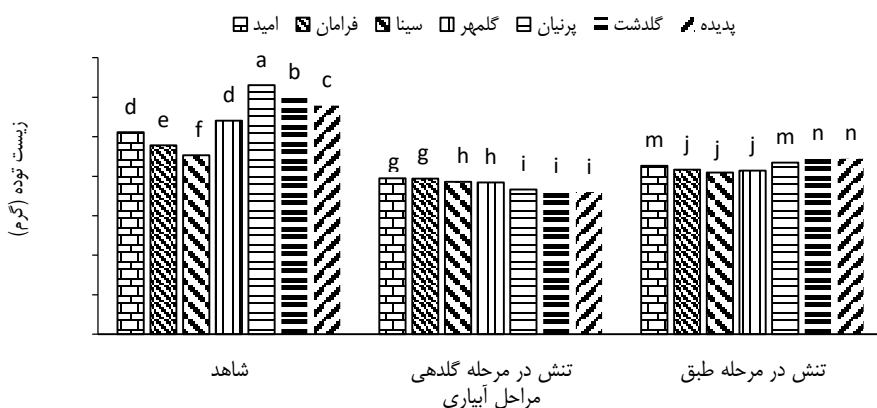 امید فرامان سینا گلمهر پرنیان گلدشت پدیده
زیست توده (گرم)
d e f d a b c
g g h h i i i
m j j j m n n
شاهد
تنش در مرحله گلدهی
تنش در مرحله طبق
مراحل آبیاری